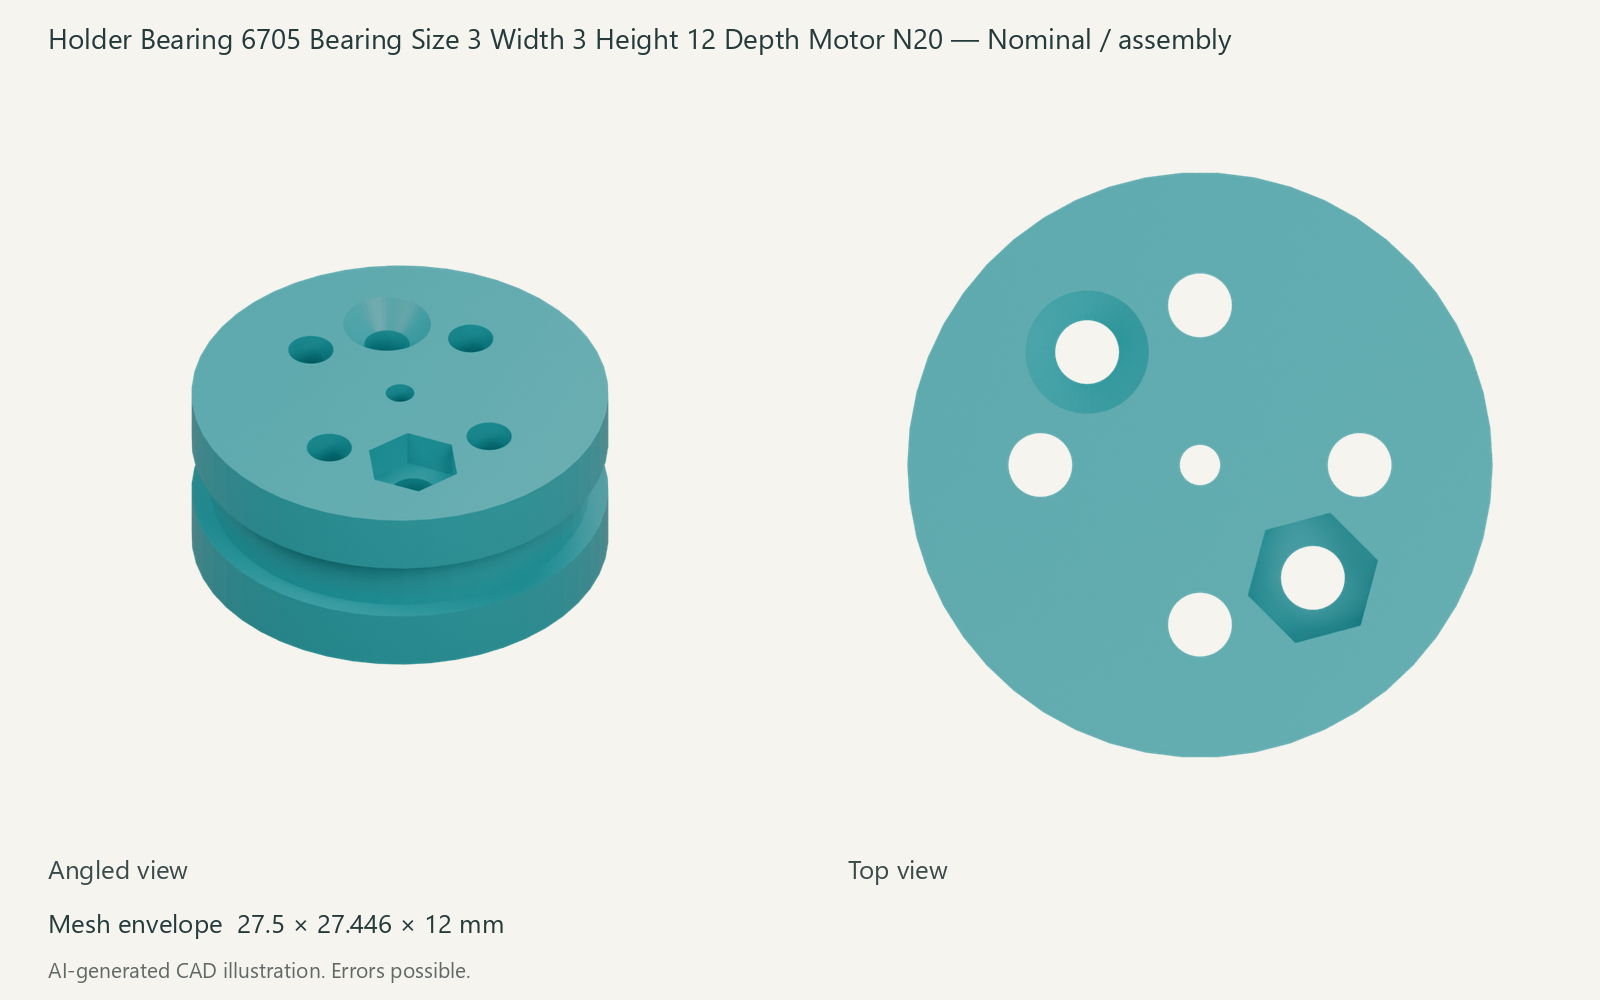 Holder Bearing 6705 Bearing Size 3 Width 3 Height 12 Depth Motor N20 — Nominal / assembly
Angled view
Top view
Mesh envelope 27.5 × 27.446 × 12 mm
AI-generated CAD illustration. Errors possible.